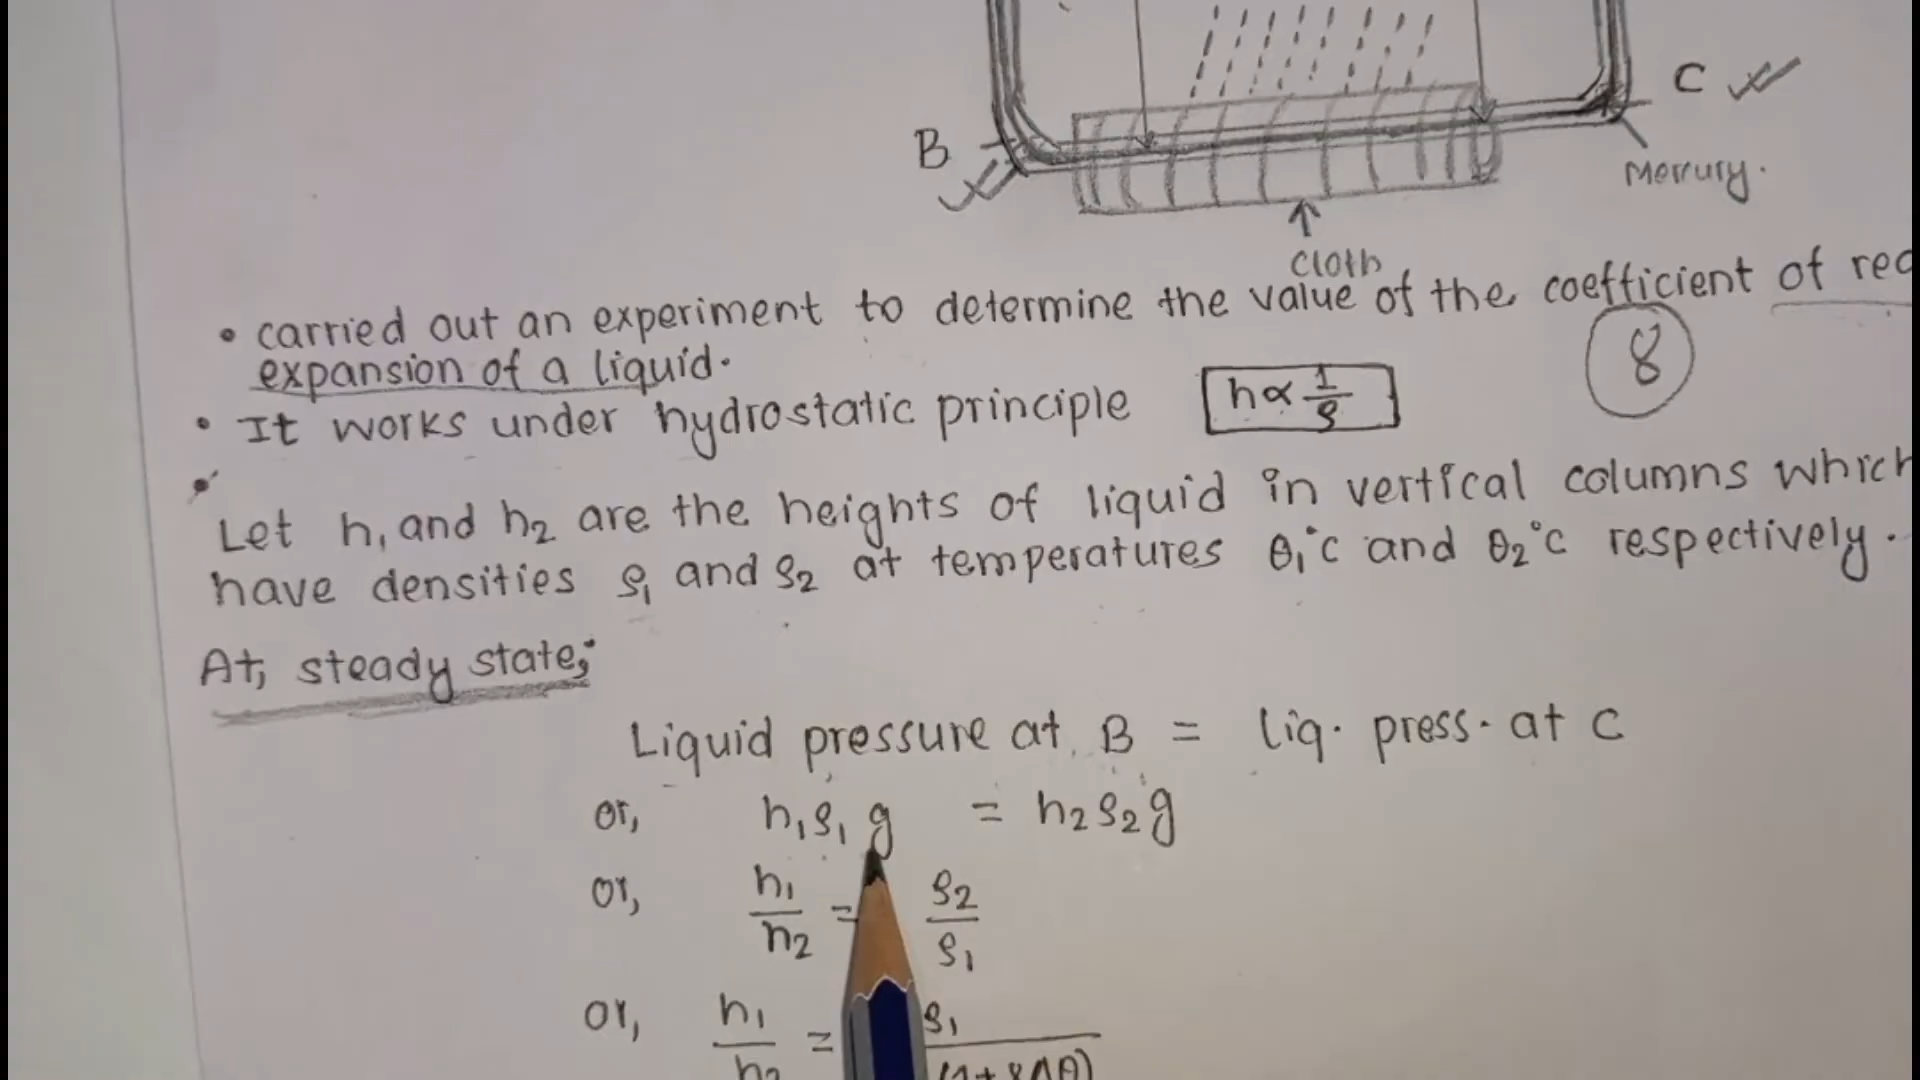 C
B
Mercury.
cloth
• carried out an experiment to determine the value of the coefficient of
expansion of a liquid.
8
• It works under hydrostatic principle h ∝ 1/ρ
•
Let h₁ and h₂ are the heights of liquid in vertical columns which
have densities ρ₁ and ρ₂ at temperatures θ₁°C and θ₂°C respectively.
At, steady state;
Liquid pressure at B = liq. press. at C
or, h₁ρ₁g = h₂ρ₂g
or, h₁/h₂ = ρ₂/ρ₁
or, h₁/h₂ = ρ₁